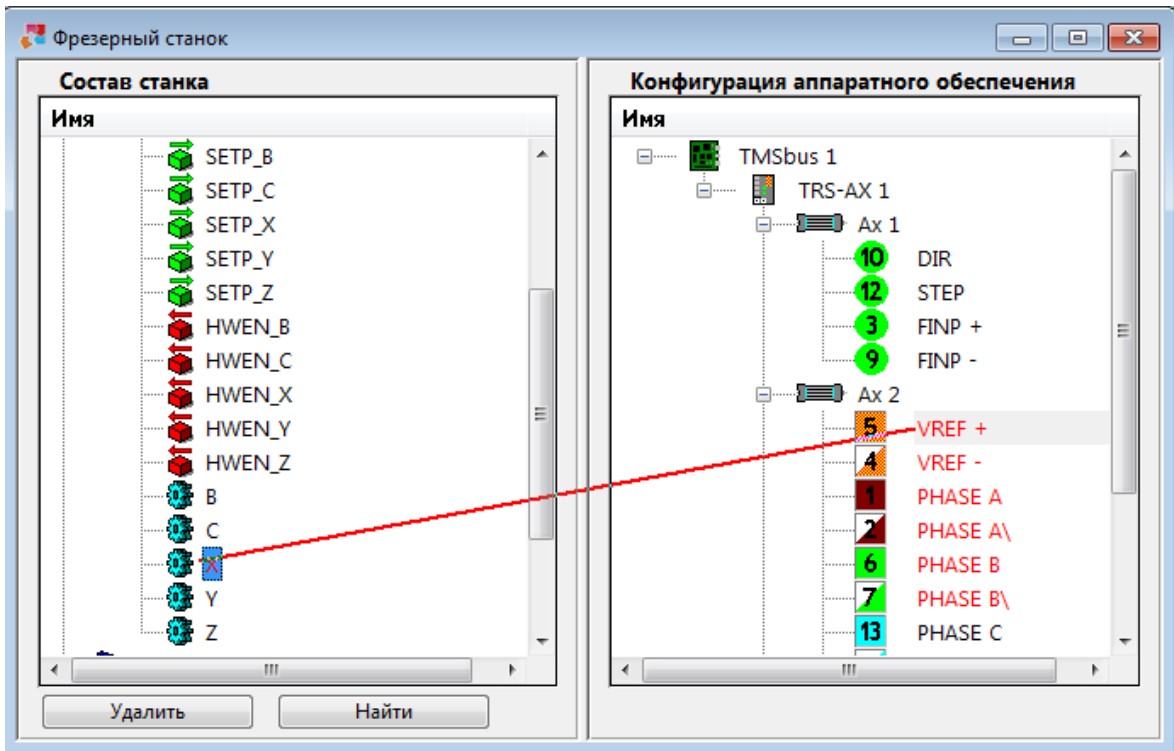 Фрезерный станок
Состав станка
Имя
SETP_B
SETP_C
SETP_X
SETP_Y
SETP_Z
HWEN_B
HWEN_C
HWEN_X
HWEN_Y
HWEN_Z
B
C
X
Y
Z
Удалить
Найти
Конфигурация аппаратного обеспечения
Имя
TMSbus 1
TRS-AX 1
Ax 1
10 DIR
12 STEP
3 FINP +
9 FINP -
Ax 2
5 VREF +
4 VREF -
1 PHASE A
2 PHASE A\
6 PHASE B
7 PHASE B\
13 PHASE C